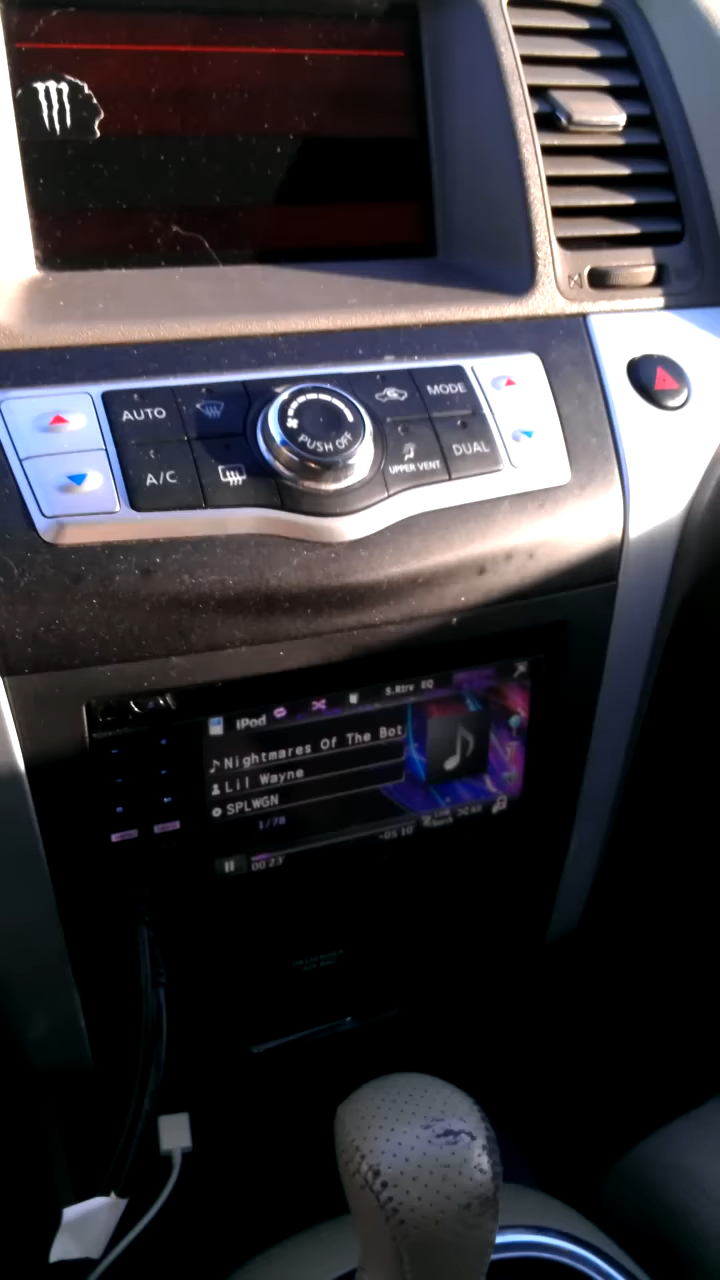 AUTO
MODE
PUSH OFF
A/C
UPPER VENT
DUAL
S.Rtrv EQ
iPod
Nightmares Of The Bot
Lil Wayne
SPLWGN
1/78
-05'10"
00'23"